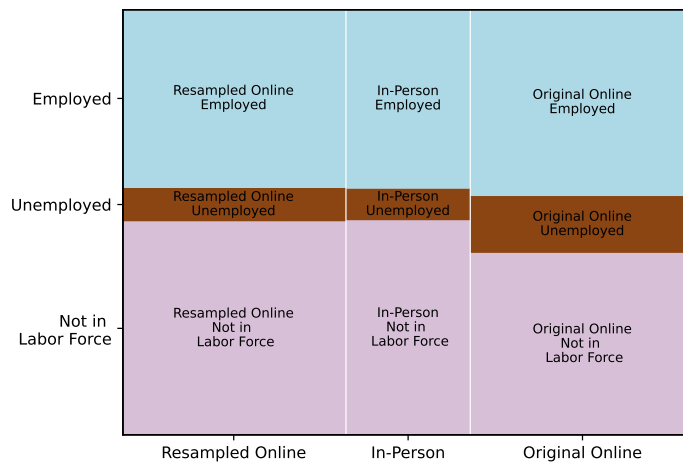 Employed
Unemployed
Not in
Labor Force
Resampled Online
Employed
In-Person
Employed
Original Online
Employed
Resampled Online
Unemployed
In-Person
Unemployed
Original Online
Unemployed
Resampled Online
Not in
Labor Force
In-Person
Not in
Labor Force
Original Online
Not in
Labor Force
Resampled Online
In-Person
Original Online